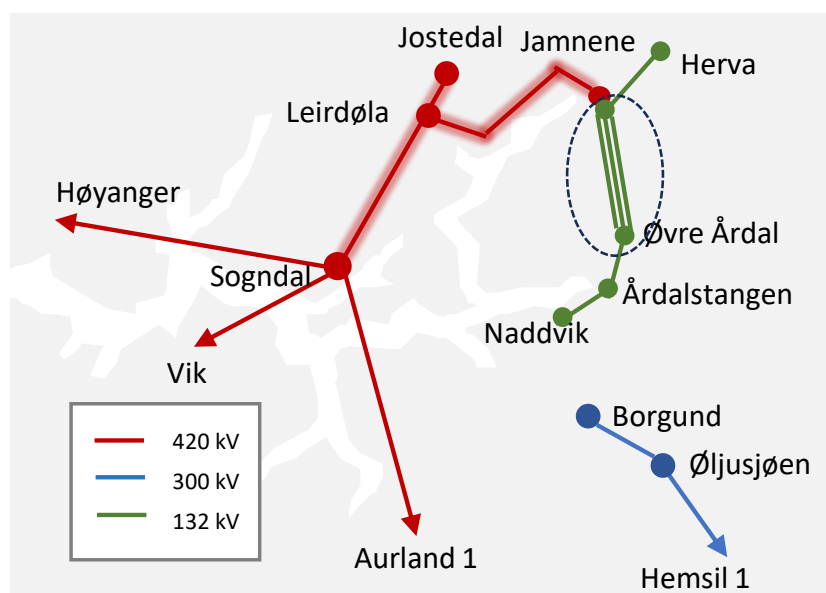 Jostedal
Jamnene
Herva
Leirdøla
Høyanger
Øvre Årdal
Sogndal
Årdalstangen
Naddvik
Vik
Borgund
420 kV
300 kV
132 kV
Øljusjøen
Aurland 1
Hemsil 1